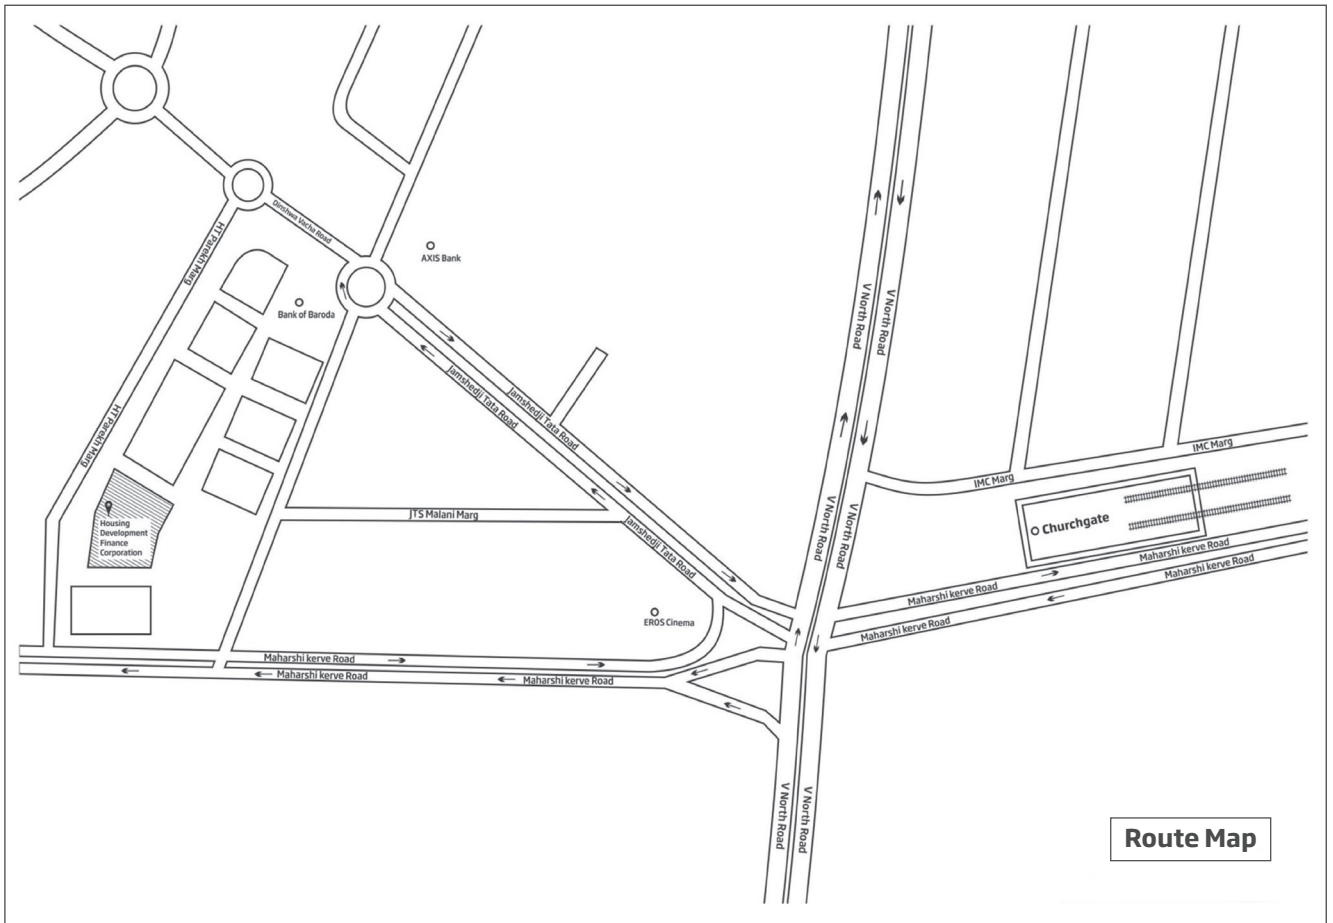 Dinshwa Vacha Road
HT Parekh Marg
AXIS Bank
Bank of Baroda
V North Road
V North Road
Jamshedji Tata Road
Jamshedji Tata Road
HT Parekh Marg
IMC Marg
IMC Marg
Housing
Development
Finance
Corporation
JTS Malani Marg
Jamshedji Tata Road
V North Road
V North Road
Churchgate
Maharshi kerve Road
Maharshi kerve Road
Maharshi kerve Road
Maharshi kerve Road
EROS Cinema
Maharshi kerve Road
Maharshi kerve Road
Maharshi kerve Road
V North Road
V North Road
Route Map